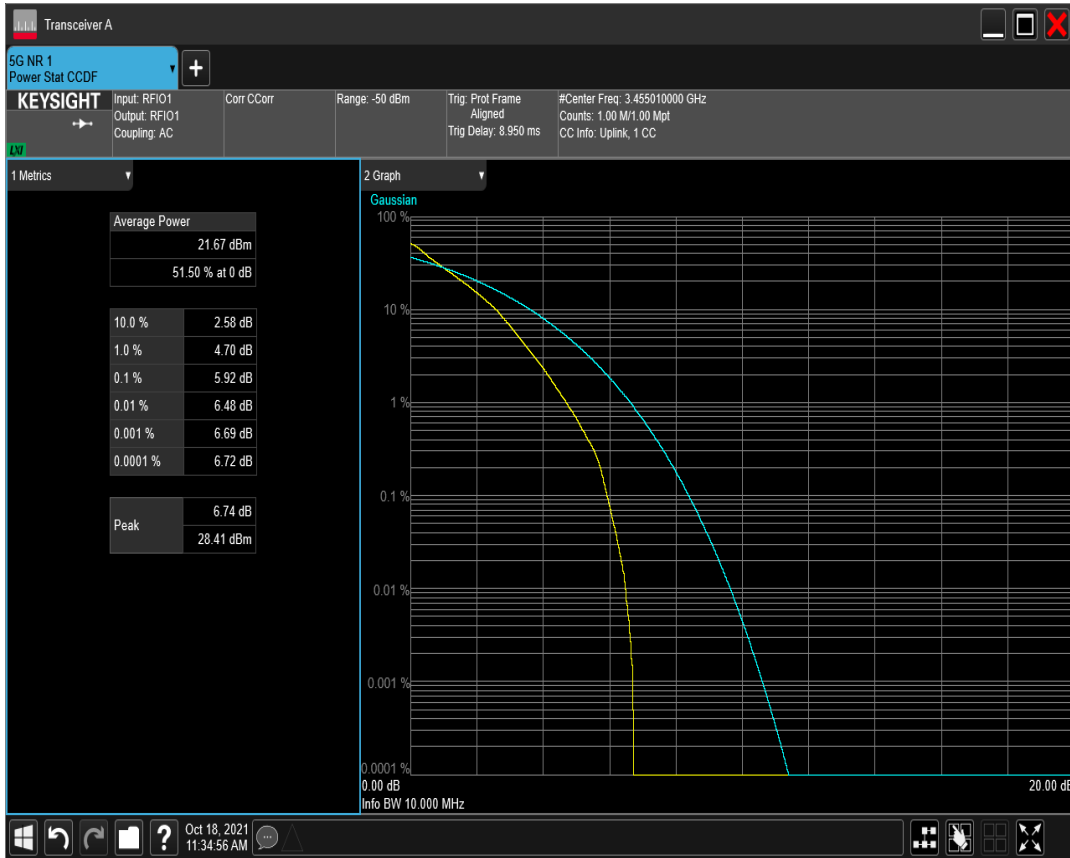 Transceiver A
5G NR 1
Power Stat CCDF
KEYSIGHT
LXI
Input: RFIO1
Output: RFIO1
Coupling: AC
Corr CCorr
Range: -50 dBm
Trig: Prot Frame
Aligned
Trig Delay: 8.950 ms
#Center Freq: 3.455010000 GHz
Counts: 1.00 M/1.00 Mpt
CC Info: Uplink, 1 CC
1 Metrics
Average Power
21.67 dBm
51.50 % at 0 dB
10.0 % 2.58 dB
1.0 % 4.70 dB
0.1 % 5.92 dB
0.01 % 6.48 dB
0.001 % 6.69 dB
0.0001 % 6.72 dB
Peak
6.74 dB
28.41 dBm
2 Graph
Gaussian
100 %
10 %
1 %
0.1 %
0.01 %
0.001 %
0.0001 %
0.00 dB 20.00 dB
Info BW 10.000 MHz
Oct 18, 2021
11:34:56 AM